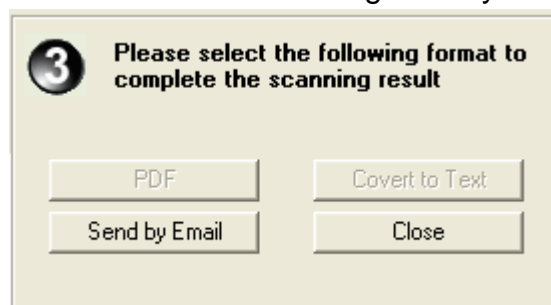 3
Please select the following format to
complete the scanning result
PDF Covert to Text
Send by Email Close